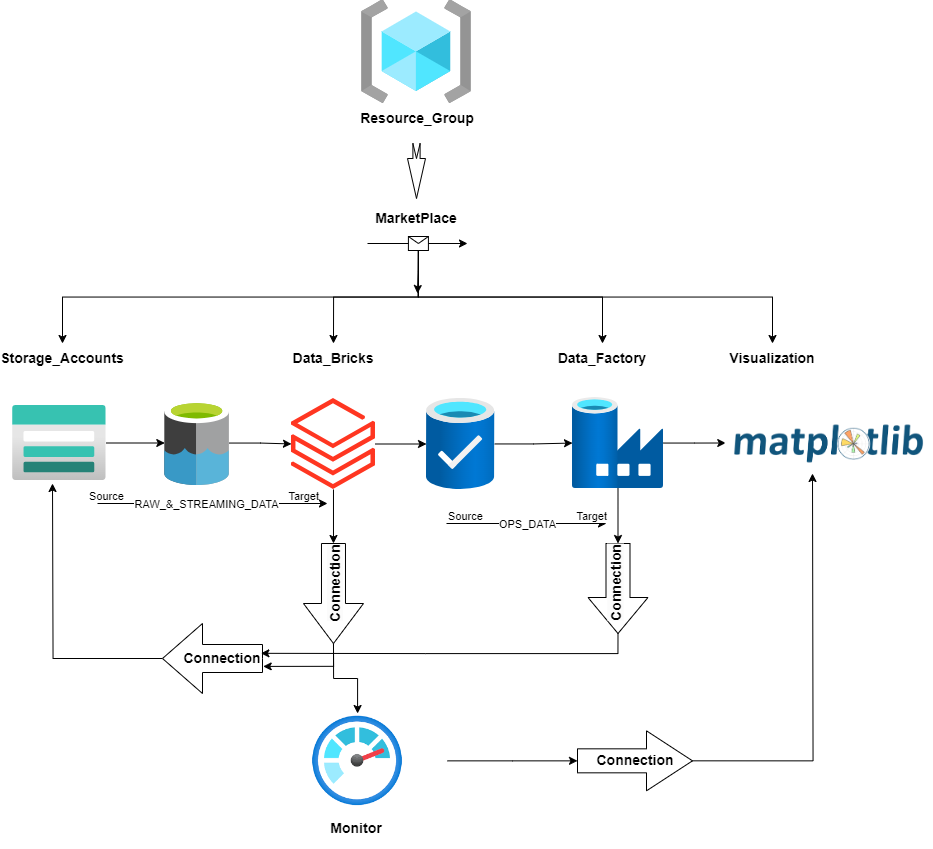 Resource_Group
MarketPlace
Storage_Accounts
Data_Bricks
Data_Factory
Visualization
matplotlib
Source
RAW_&_STREAMING_DATA
Target
Source
OPS_DATA
Target
Connection
Connection
Connection
Connection
Monitor